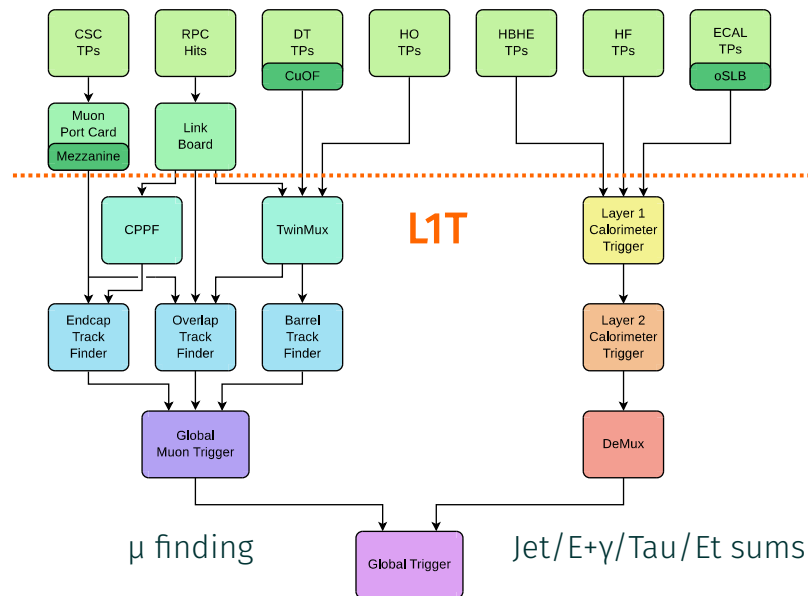 CSC
TPs
RPC
Hits
DT
TPs
CuOF
HO
TPs
HBHE
TPs
HF
TPs
ECAL
TPs
oSLB
Muon
Port Card
Mezzanine
Link
Board
CPPF
TwinMux
L1T
Layer 1
Calorimeter
Trigger
Endcap
Track
Finder
Overlap
Track
Finder
Barrel
Track
Finder
Layer 2
Calorimeter
Trigger
Global
Muon Trigger
DeMux
μ finding
Global Trigger
Jet/E+γ/Tau/Et sums